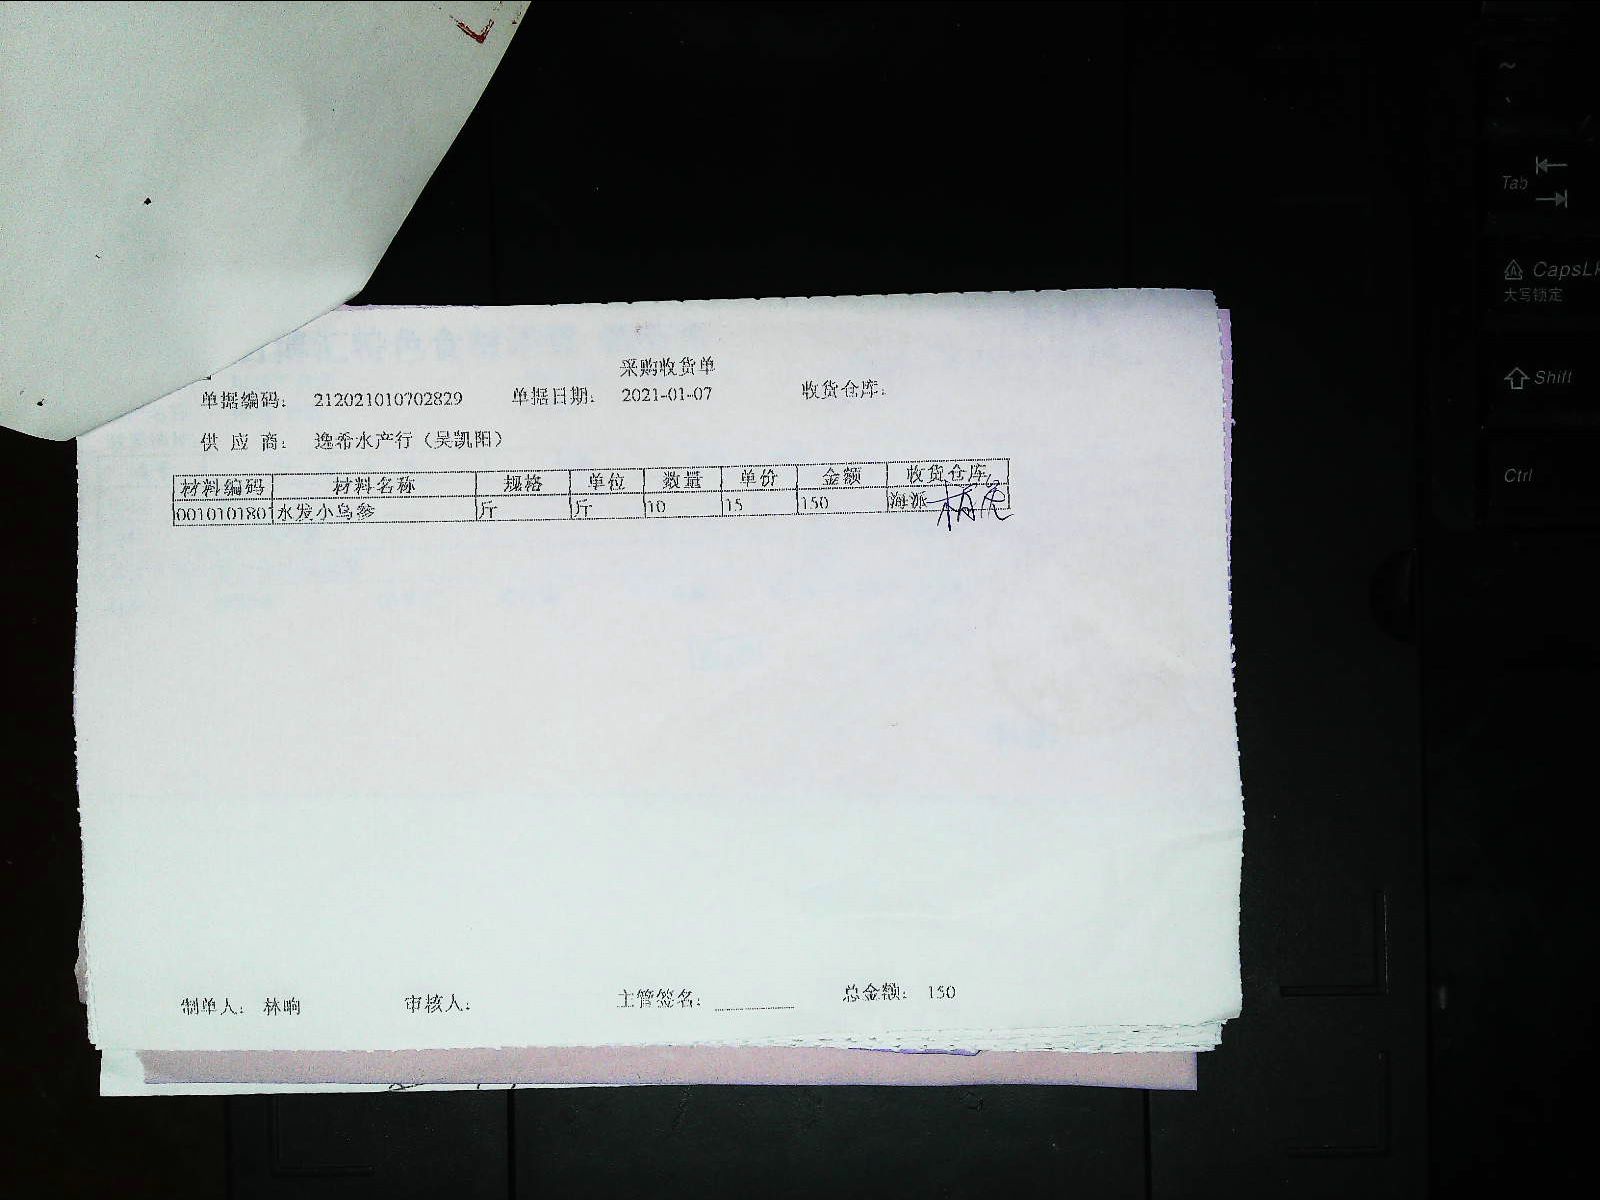 采购收货单
单据编码： 212021010702829 单据日期： 2021-01-07 收货仓库：
供 应 商： 逸希水产行（吴凯阳）
材料编码 材料名称 规格 单位 数量 单价 金额 收货仓库
0010101801 水发小乌参 斤 斤 10 15 150 海派
制单人： 林晌 审核人： 主管签名： 总金额： 150
~
Tab
CapsLk
大写锁定
Shift
Ctrl